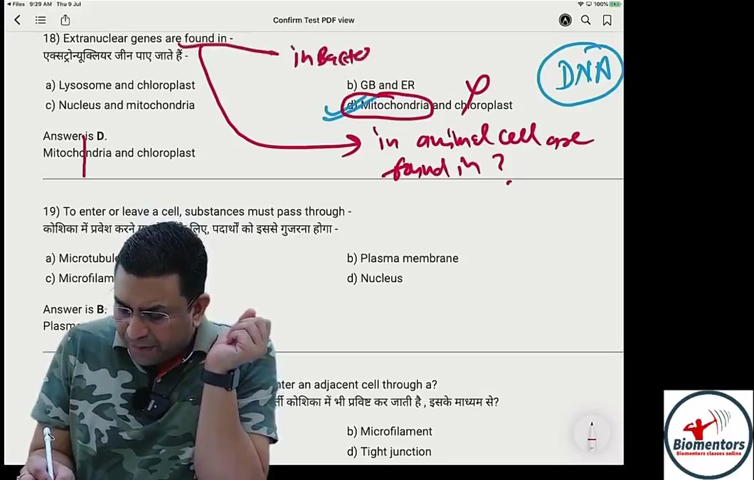 Files 9:29 AM Thu 9 Jul
100%
Confirm Test PDF view
18) Extranuclear genes are found in -
एक्सट्रोन्यूक्लियर जीन पाए जाते हैं -
in Bacte
DNA
a) Lysosome and chloroplast
b) GB and ER
c) Nucleus and mitochondria
d) Mitochondria and chloroplast
Answer is D.
Mitochondria and chloroplast
in animal cell are
found in ?
19) To enter or leave a cell, substances must pass through -
कोशिका में प्रवेश करने लिए, पदार्थों को इससे गुजरना होगा -
a) Microtubule
b) Plasma membrane
c) Microfilam
d) Nucleus
Answer is B.
Plasm
nter an adjacent cell through a?
र्ती कोशिका में भी प्रविष्ट कर जाती है , इसके माध्यम से?
b) Microfilament
d) Tight junction
Biomentors
Biomentors classes online